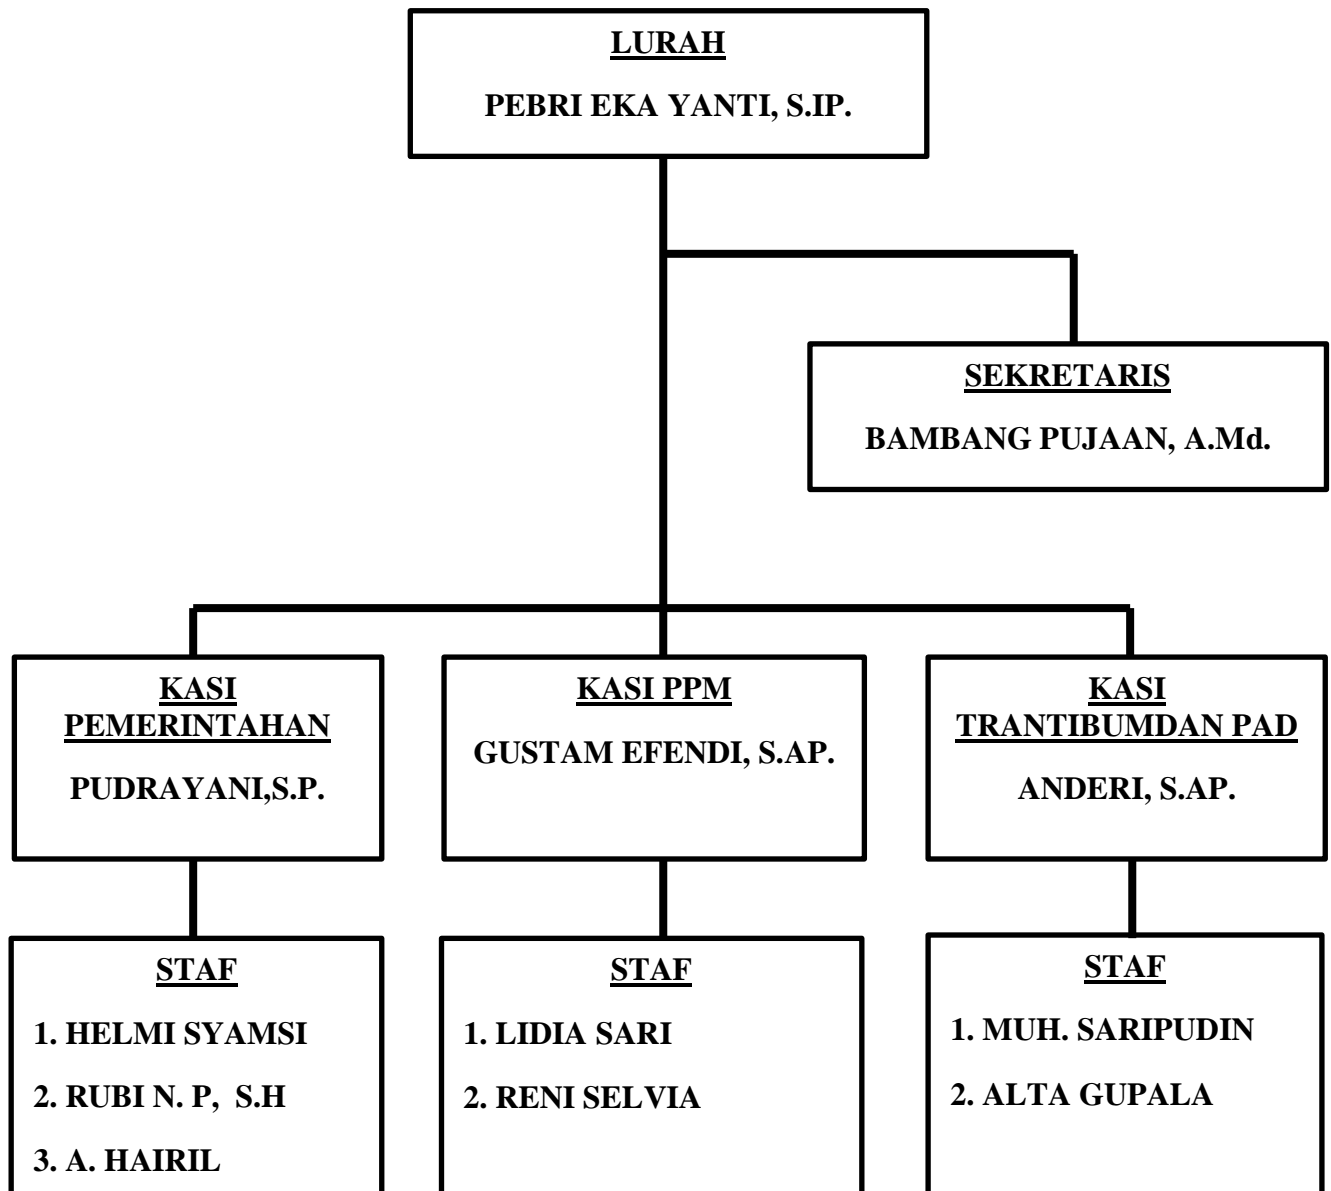 LURAH
PEBRI EKA YANTI, S.IP.
SEKRETARIS
BAMBANG PUJAAN, A.Md.
KASI
PEMERINTAHAN
PUDRAYANI,S.P.
KASI PPM
GUSTAM EFENDI, S.AP.
KASI
TRANTIBUMDAN PAD
ANDERI, S.AP.
STAF
1. HELMI SYAMSI
2. RUBI N. P, S.H
3. A. HAIRIL
STAF
1. LIDIA SARI
2. RENI SELVIA
STAF
1. MUH. SARIPUDIN
2. ALTA GUPALA